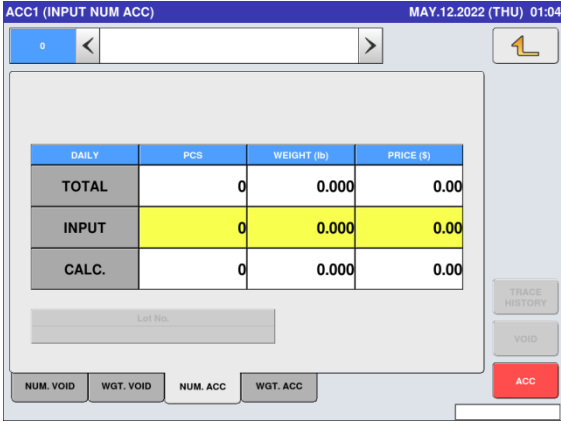 ACC1 (INPUT NUM ACC) MAY.12.2022 (THU) 01:04
0
DAILY PCS WEIGHT (lb) PRICE ($)
TOTAL 0 0.000 0.00
INPUT 0 0.000 0.00
CALC. 0 0.000 0.00
Lot No.
TRACE
HISTORY
VOID
ACC
NUM. VOID WGT. VOID NUM. ACC WGT. ACC